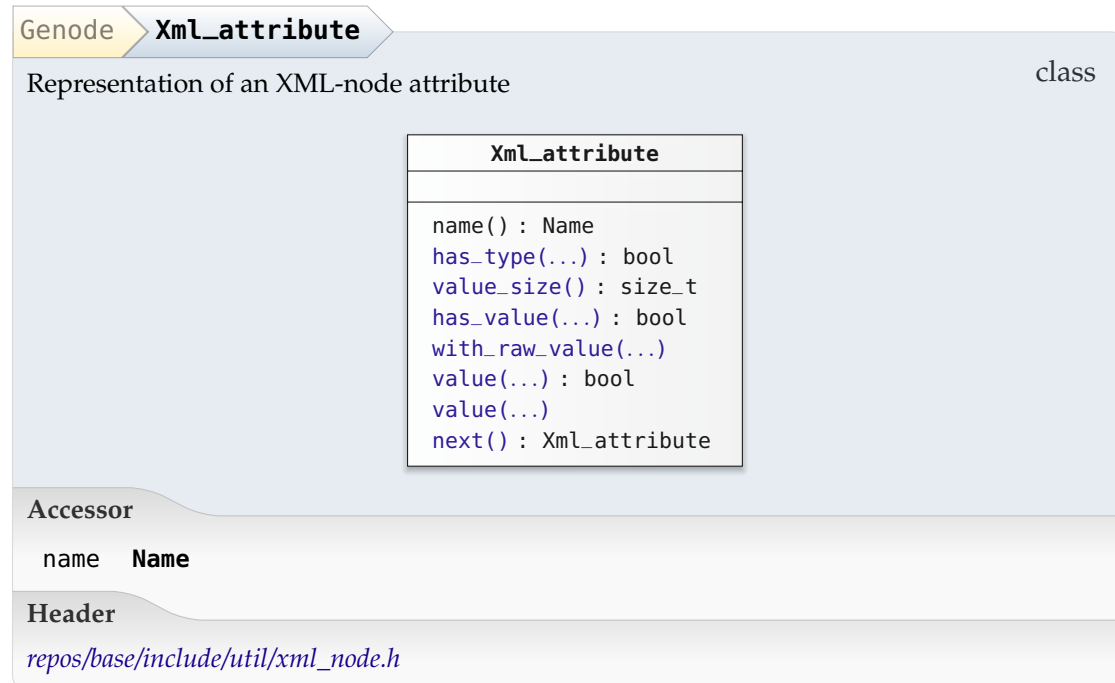 Genode Xml_attribute
Representation of an XML-node attribute
class
Xml_attribute
name() : Name
has_type(...) : bool
value_size() : size_t
has_value(...) : bool
with_raw_value(...)
value(...) : bool
value(...)
next() : Xml_attribute
Accessor
name Name
Header
repos/base/include/util/xml_node.h